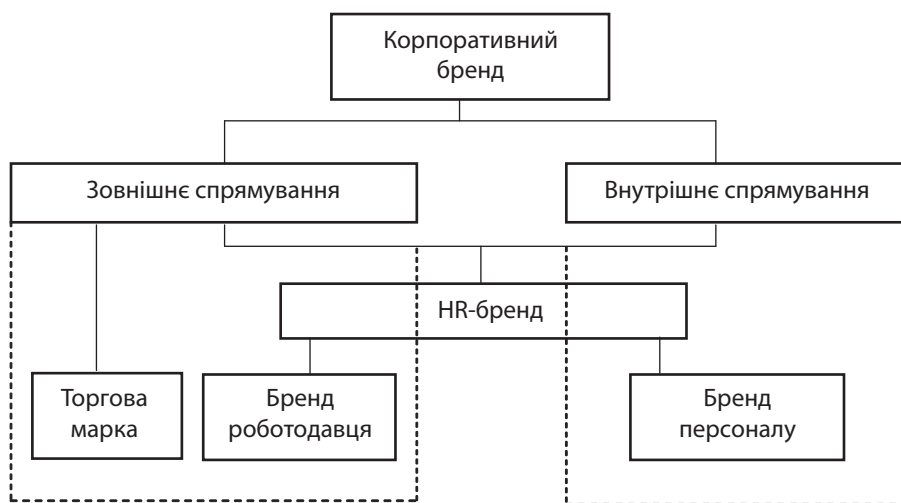 Корпоративний
бренд
Зовнішнє спрямування
Внутрішнє спрямування
HR-бренд
Торгова
марка
Бренд
роботодавця
Бренд
персоналу